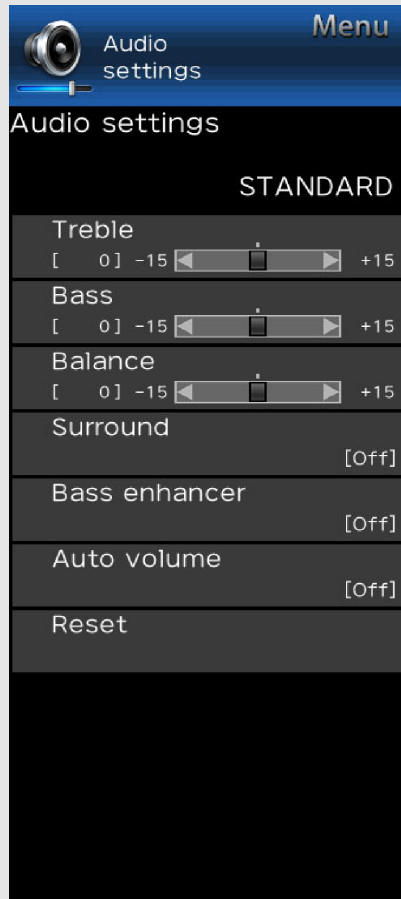 Menu
Audio
settings
Audio settings
STANDARD
Treble
[ 0] -15 +15
Bass
[ 0] -15 +15
Balance
[ 0] -15 +15
Surround
[Off]
Bass enhancer
[Off]
Auto volume
[Off]
Reset